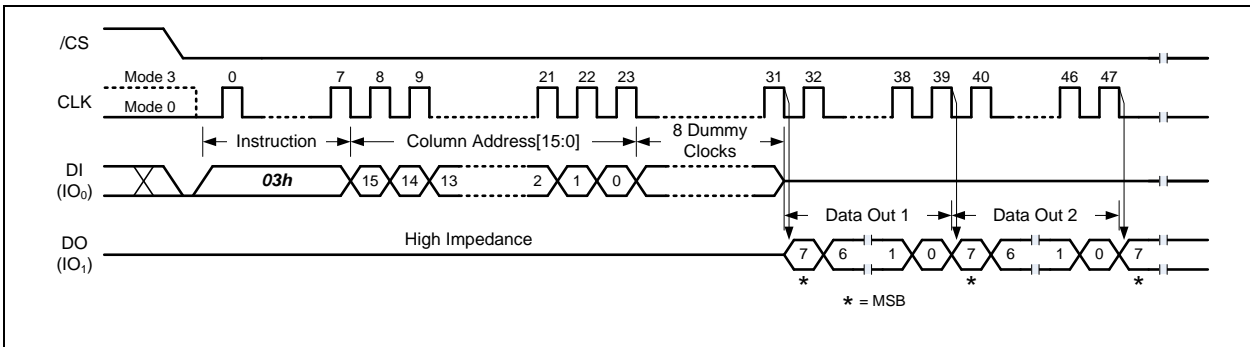 /CS
Mode 3 0 7 8 9 21 22 23 31 32 38 39 40 46 47
CLK
Mode 0
Instruction Column Address[15:0] 8 Dummy
Clocks
DI
(IO0)
03h 15 14 13 2 1 0
Data Out 1 Data Out 2
High Impedance
DO
(IO1)
7 6 1 0 7 6 1 0 7
* * *
* = MSB